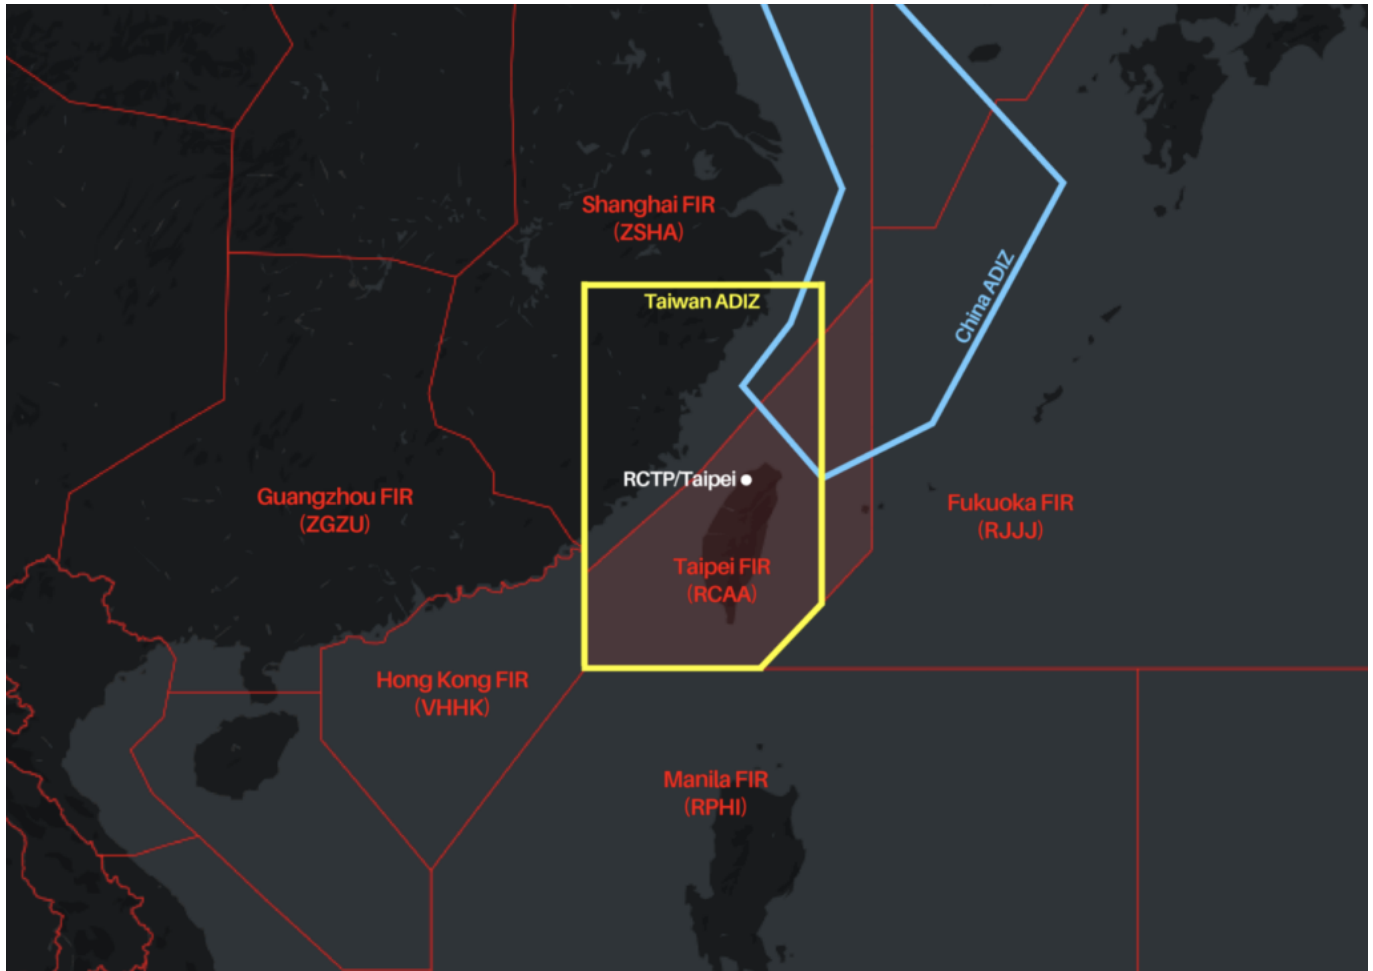 Shanghai FIR
(ZSHA)
Taiwan ADIZ
China ADIZ
RCTP/Taipei
Guangzhou FIR
(ZGZU)
Fukuoka FIR
(RJJJ)
Taipei FIR
(RCAA)
Hong Kong FIR
(VHHK)
Manila FIR
(RPHI)